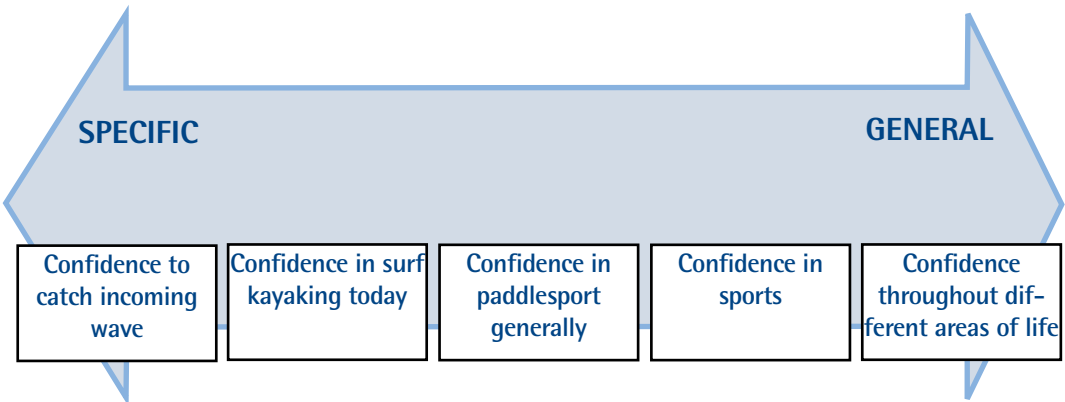 SPECIFIC
GENERAL
Confidence to
catch incoming
wave
Confidence in surf
kayaking today
Confidence in
paddlesport
generally
Confidence in
sports
Confidence
throughout dif-
ferent areas of life